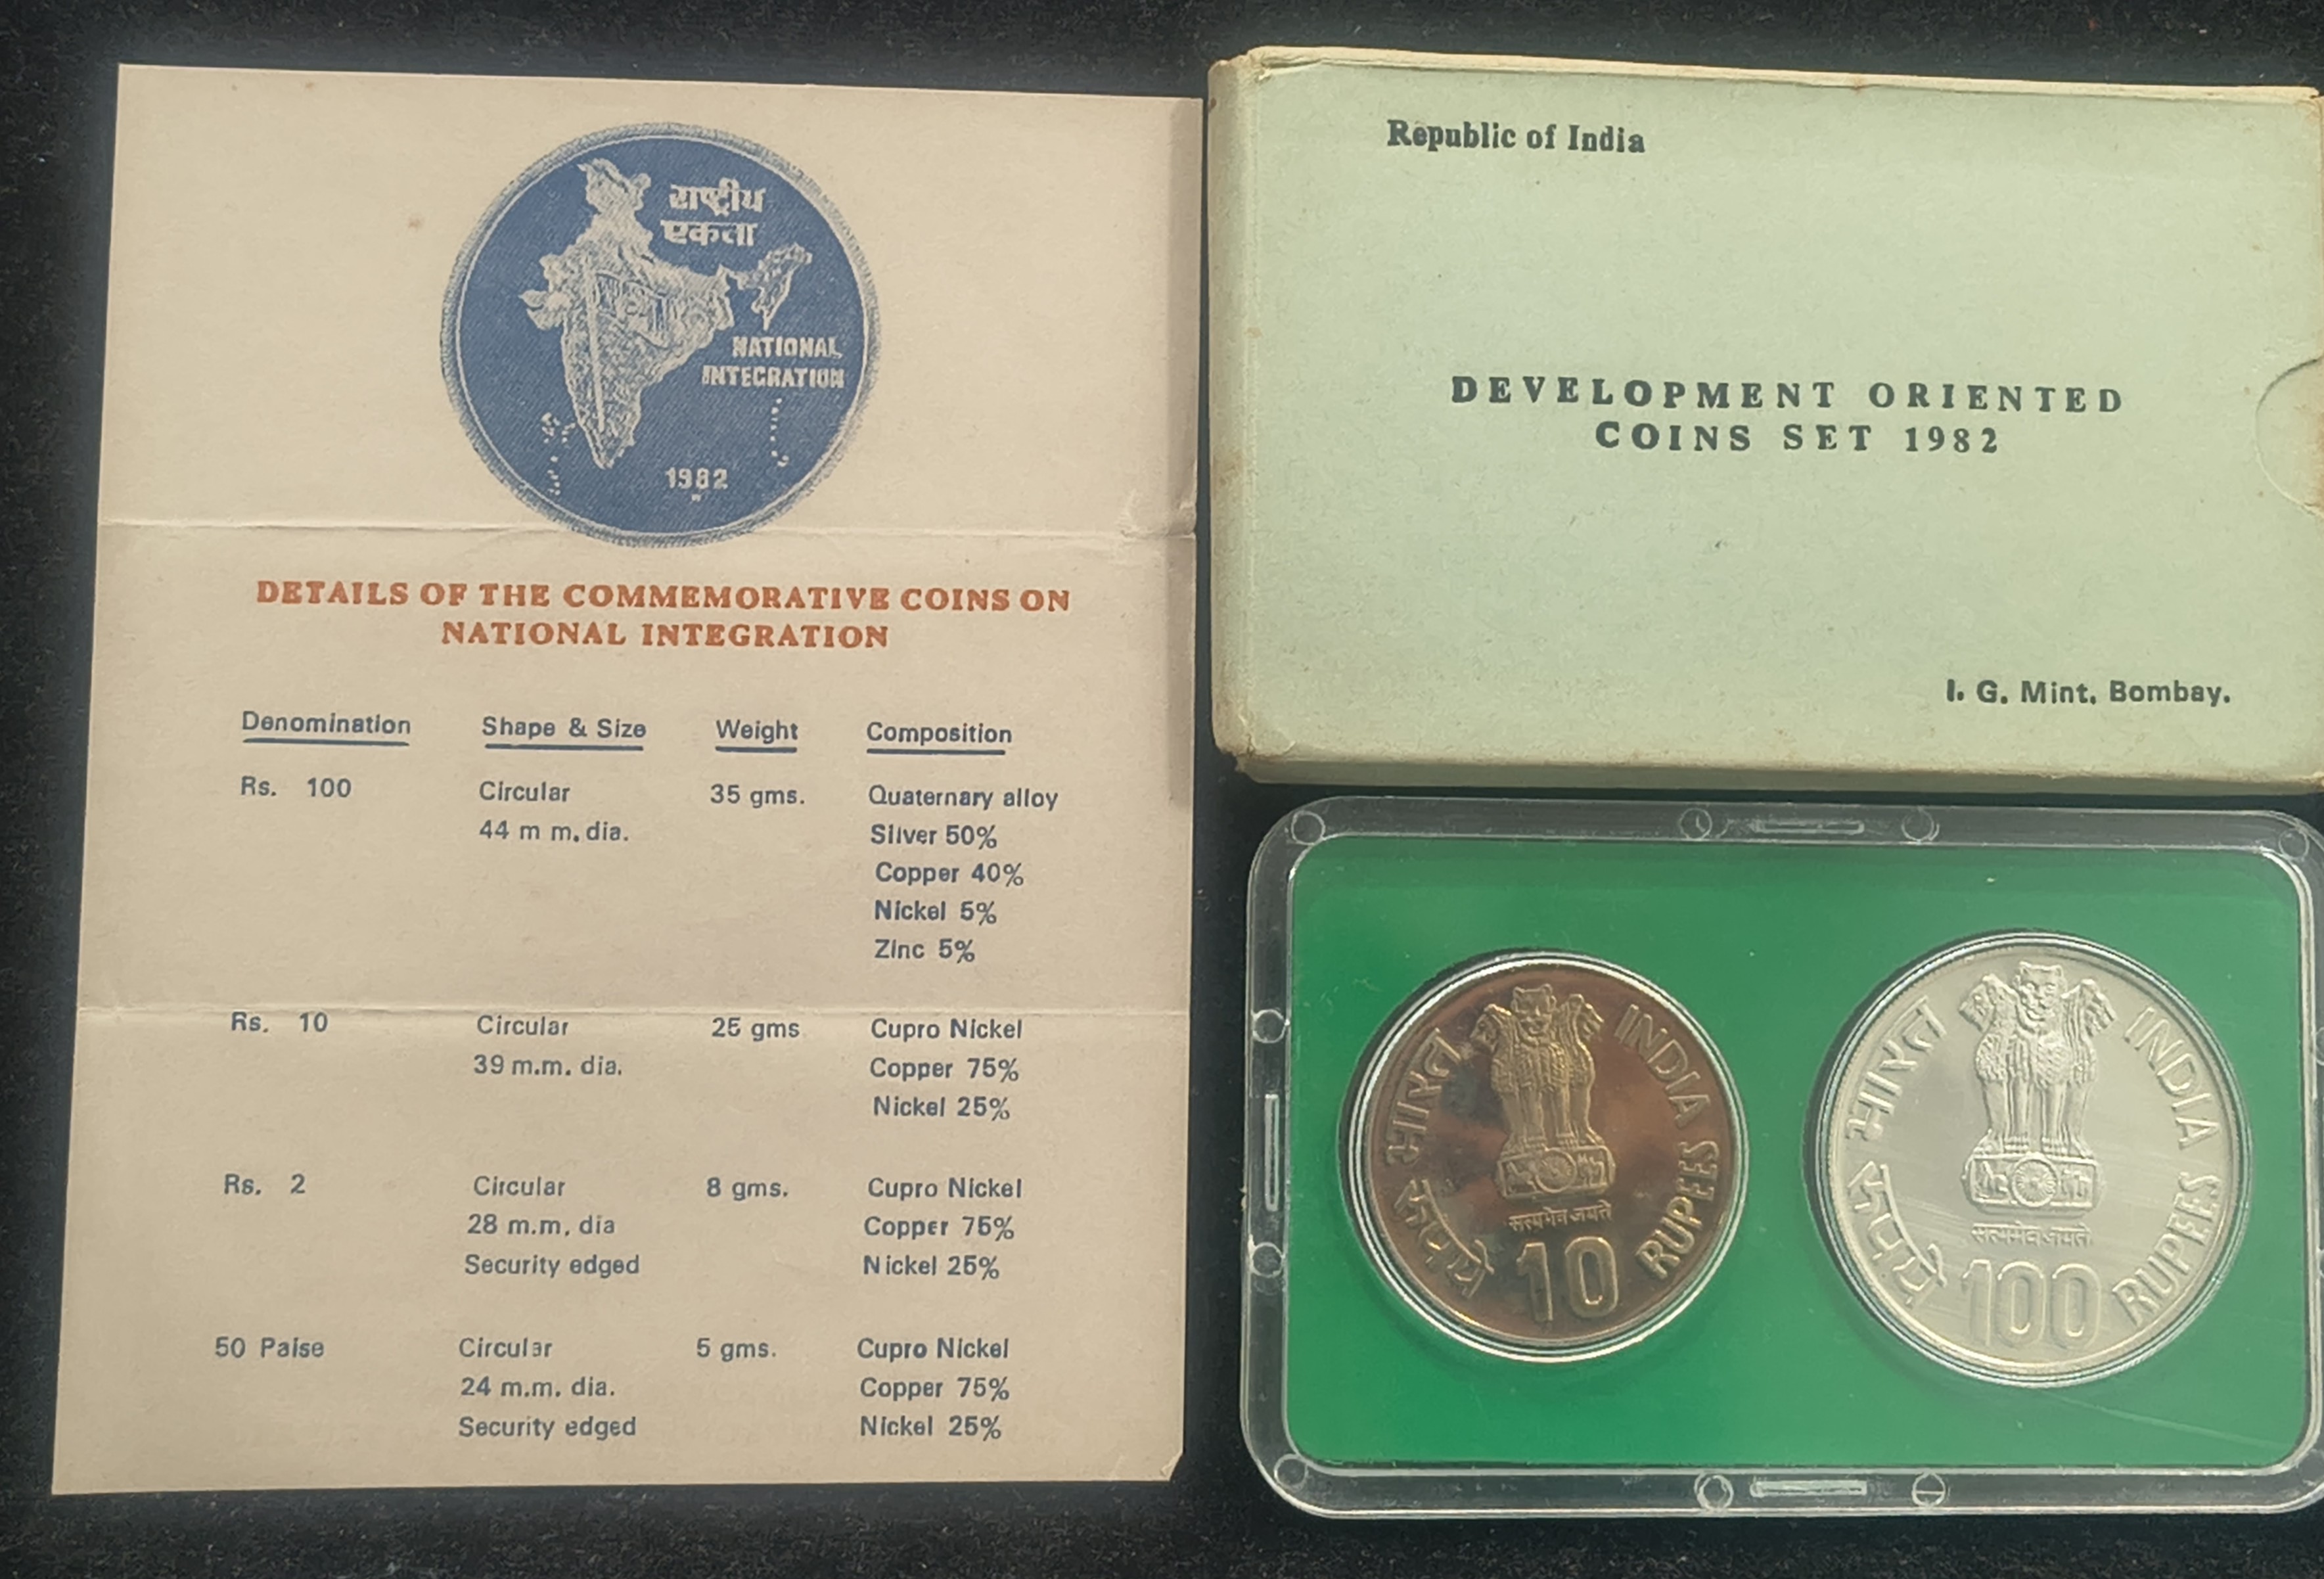 राष्ट्रीय
एकता
NATIONAL
INTEGRATION
1982
DETAILS OF THE COMMEMORATIVE COINS ON
NATIONAL INTEGRATION
Denomination Shape & Size Weight Composition
Rs. 100 Circular 35 gms. Quaternary alloy
44 m m. dia. Silver 50%
Copper 40%
Nickel 5%
Zinc 5%
Rs. 10 Circular 25 gms Cupro Nickel
39 m.m. dia. Copper 75%
Nickel 25%
Rs. 2 Circular 8 gms. Cupro Nickel
28 m.m. dia Copper 75%
Security edged Nickel 25%
50 Paise Circular 5 gms. Cupro Nickel
24 m.m. dia. Copper 75%
Security edged Nickel 25%
Republic of India
DEVELOPMENT ORIENTED
COINS SET 1982
I. G. Mint, Bombay.
भारत INDIA
रुपये RUPEES
सत्यमेव जयते
10
भारत INDIA
रुपये RUPEES
सत्यमेव जयते
100